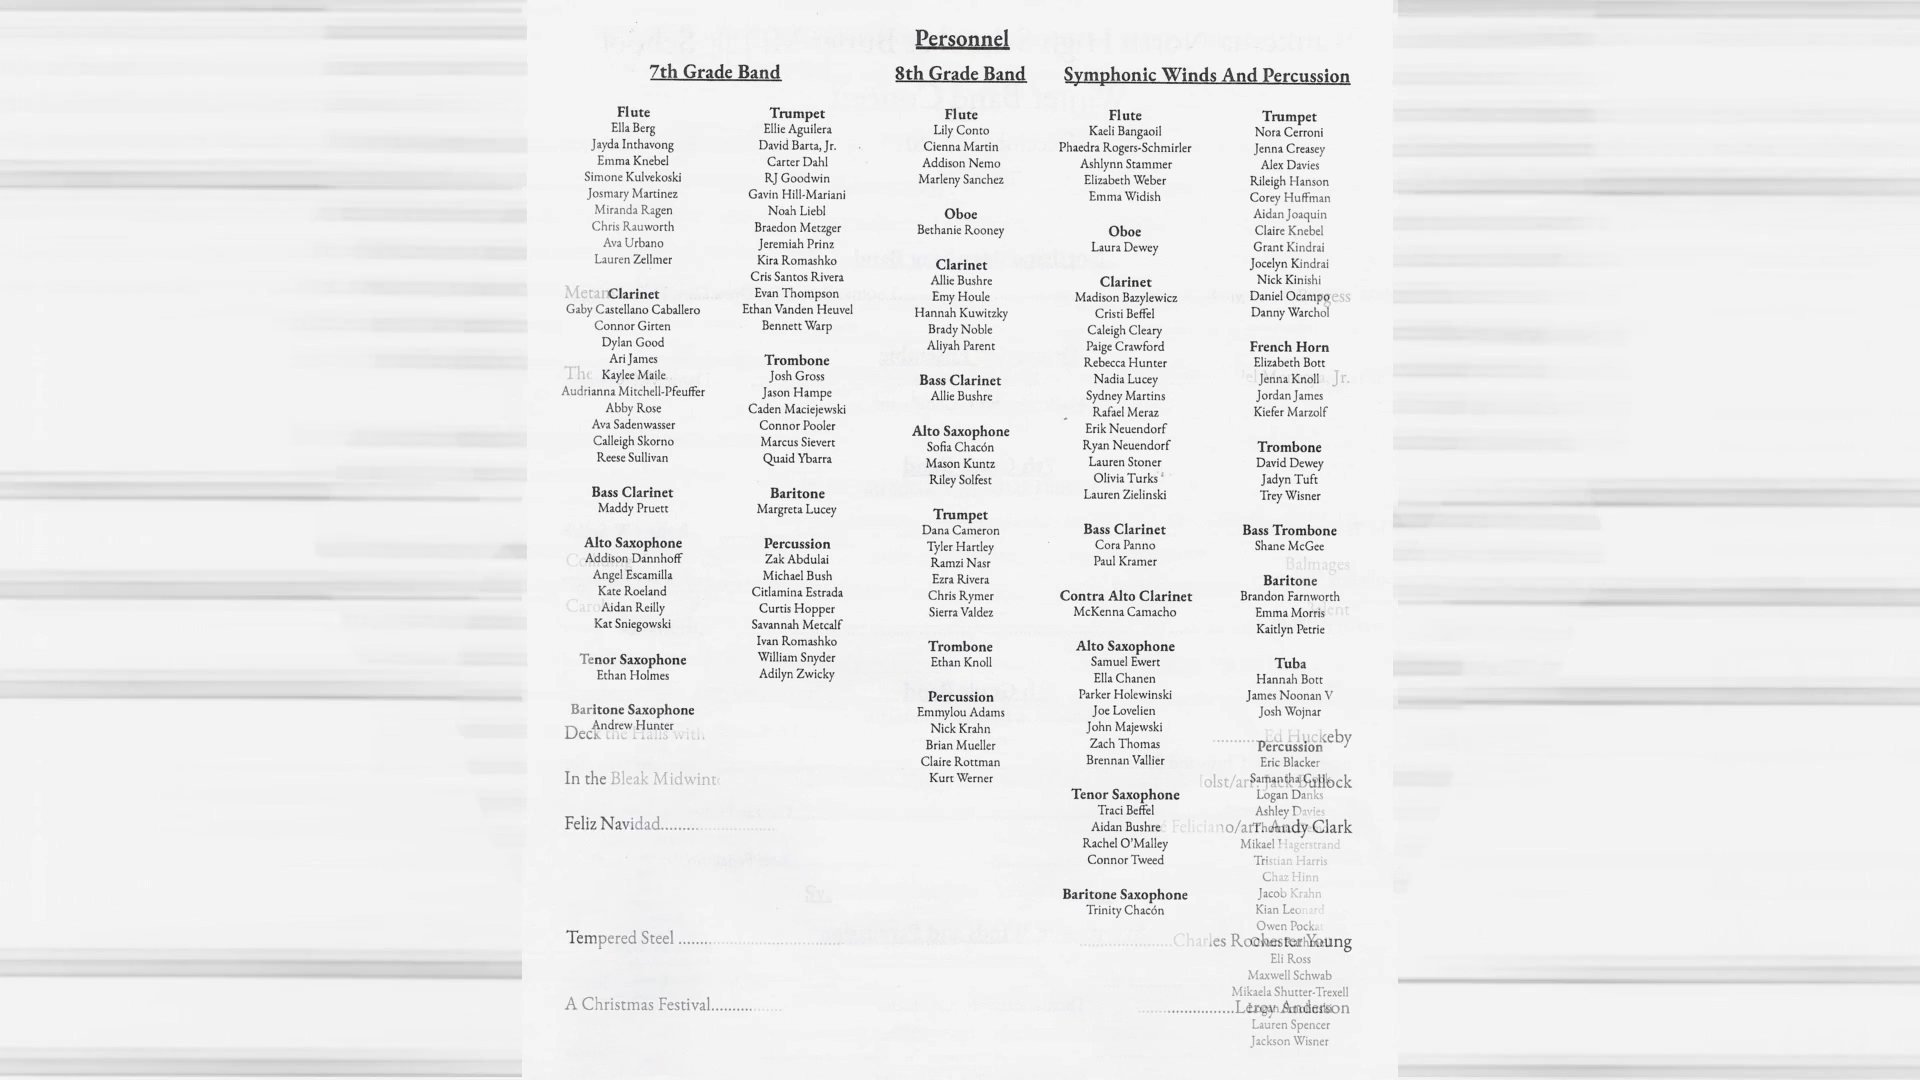 Personnel
7th Grade Band
Flute
Ella Berg
Jayda Inthavong
Emma Knebel
Simone Kulvekoski
Josmary Martinez
Miranda Ragen
Chris Rauworth
Ava Urbano
Lauren Zellmer
Clarinet
Gaby Castellano Caballero
Connor Girten
Dylan Good
Ari James
Kaylee Maile
Audrianna Mitchell-Pfeuffer
Abby Rose
Ava Sadenwasser
Calleigh Skorno
Reese Sullivan
Bass Clarinet
Maddy Pruett
Alto Saxophone
Addison Dannhoff
Angel Escamilla
Kate Roeland
Aidan Reilly
Kat Sniegowski
Tenor Saxophone
Ethan Holmes
Baritone Saxophone
Andrew Hunter
Trumpet
Ellie Aguilera
David Barta, Jr.
Carter Dahl
RJ Goodwin
Gavin Hill-Mariani
Noah Liebl
Braedon Metzger
Jeremiah Prinz
Kira Romashko
Cris Santos Rivera
Evan Thompson
Ethan Vanden Heuvel
Bennett Warp
Trombone
Josh Gross
Jason Hampe
Caden Maciejewski
Connor Pooler
Marcus Sievert
Quaid Ybarra
Baritone
Margreta Lucey
Percussion
Zak Abdulai
Michael Bush
Citlamina Estrada
Curtis Hopper
Savannah Metcalf
Ivan Romashko
William Snyder
Adilyn Zwicky
8th Grade Band
Flute
Lily Conto
Cienna Martin
Addison Nemo
Marleny Sanchez
Oboe
Bethanie Rooney
Clarinet
Allie Bushre
Emy Houle
Hannah Kuwitzky
Brady Noble
Aliyah Parent
Bass Clarinet
Allie Bushre
Alto Saxophone
Sofia Chacón
Mason Kuntz
Riley Solfest
Trumpet
Dana Cameron
Tyler Hartley
Ramzi Nasr
Ezra Rivera
Chris Rymer
Sierra Valdez
Trombone
Ethan Knoll
Percussion
Emmylou Adams
Nick Krahn
Brian Mueller
Claire Rottman
Kurt Werner
Symphonic Winds And Percussion
Flute
Kaeli Bangaoil
Phaedra Rogers-Schmirler
Ashlynn Stammer
Elizabeth Weber
Emma Widish
Oboe
Laura Dewey
Clarinet
Madison Bazylewicz
Cristi Beffel
Caleigh Cleary
Paige Crawford
Rebecca Hunter
Nadia Lucey
Sydney Martins
Rafael Meraz
Erik Neuendorf
Ryan Neuendorf
Lauren Stoner
Olivia Turks
Lauren Zielinski
Bass Clarinet
Cora Panno
Paul Kramer
Contra Alto Clarinet
McKenna Camacho
Alto Saxophone
Samuel Ewert
Ella Chanen
Parker Holewinski
Joe Lovelien
John Majewski
Zach Thomas
Brennan Vallier
Tenor Saxophone
Traci Beffel
Aidan Bushre
Rachel O'Malley
Connor Tweed
Baritone Saxophone
Trinity Chacón
Trumpet
Nora Cerroni
Jenna Creasey
Alex Davies
Rileigh Hanson
Corey Huffman
Aidan Joaquin
Claire Knebel
Grant Kindrai
Jocelyn Kindrai
Nick Kinishi
Daniel Ocampo
Danny Warchol
French Horn
Elizabeth Bott
Jenna Knoll
Jordan James
Kiefer Marzolf
Trombone
David Dewey
Jadyn Tuft
Trey Wisner
Bass Trombone
Shane McGee
Baritone
Brandon Farnworth
Emma Morris
Kaitlyn Petrie
Tuba
Hannah Bott
James Noonan V
Josh Wojnar
Percussion
Eric Blacker
Samantha
Logan Danks
Ashley Davies
Mikael Hagerstrand
Tristian Harris
Chaz Hinn
Jacob Krahn
Kian Leonard
Owen Pockat
Eli Ross
Maxwell Schwab
Mikaela Shutter-Trexell
Lauren Spencer
Jackson Wisner
Balmages
Deck the Halls with
Ed Huckeby
In the Bleak Midwint
olst/arr. Jack Bullock
Feliz Navidad..........
Feliciano/arr. Andy Clark
Tempered Steel ..........
Charles Rochester Young
A Christmas Festival..........
Leroy Anderson